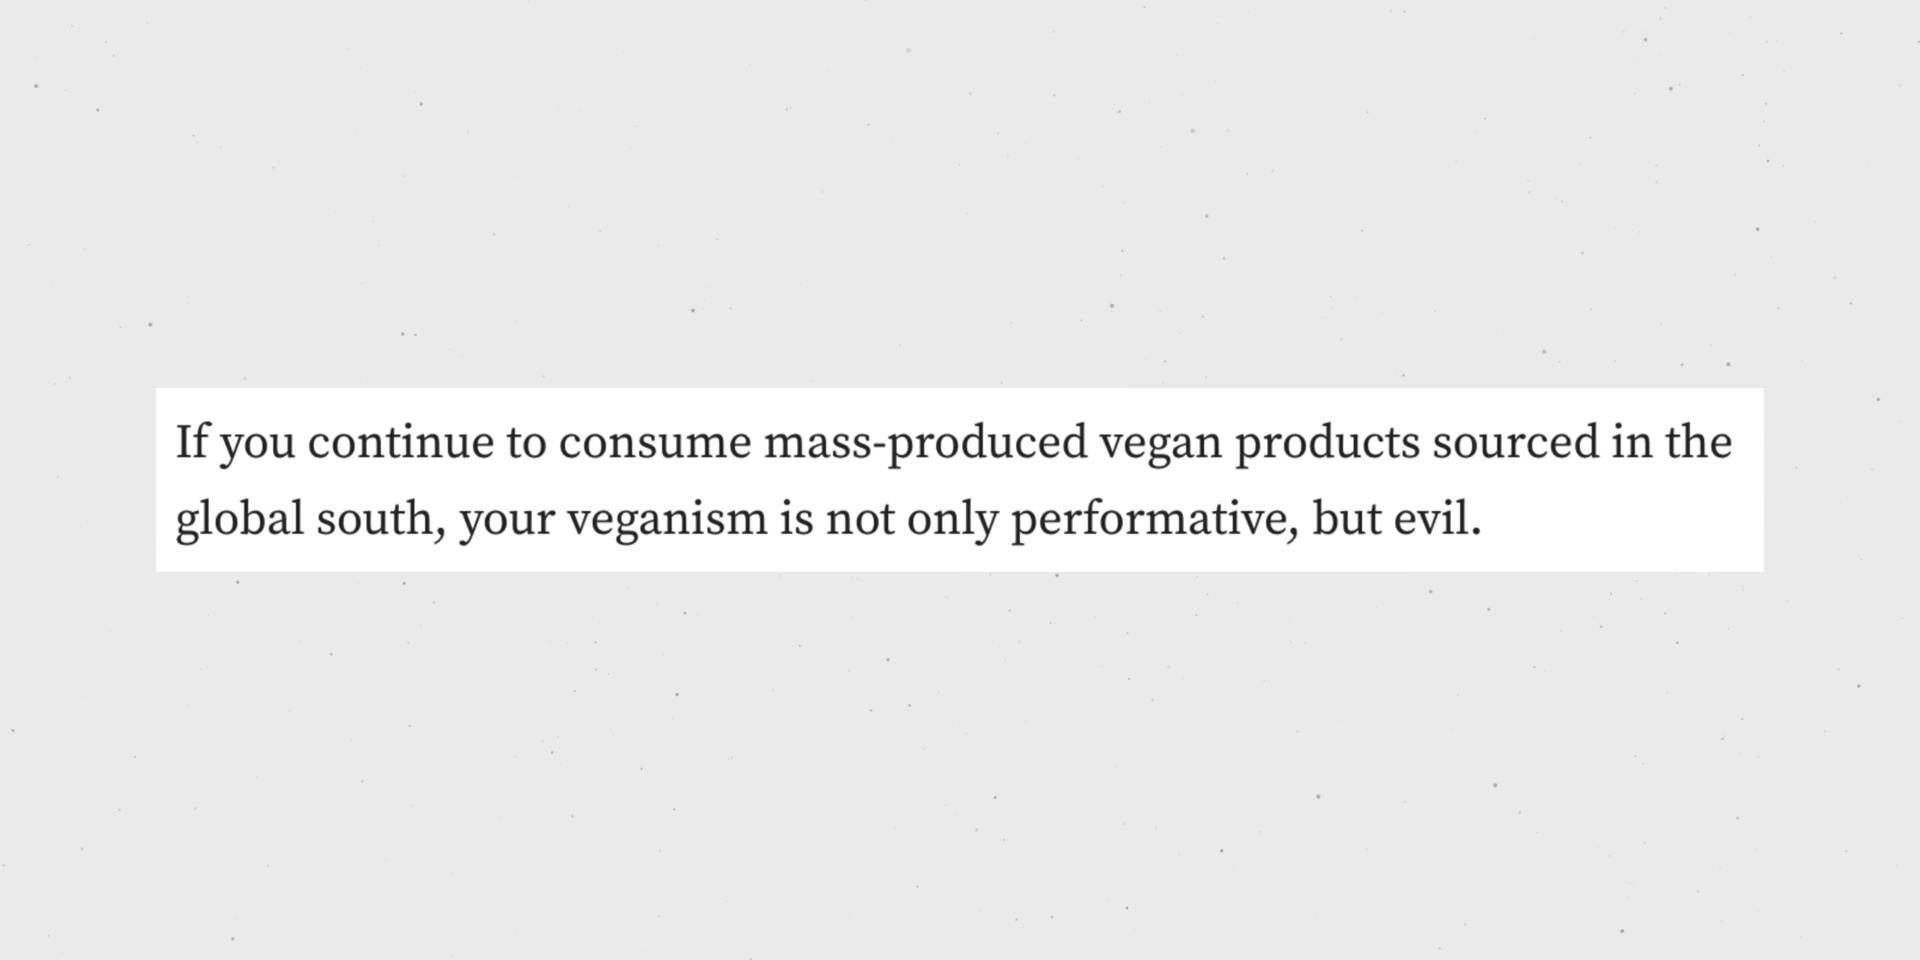 If you continue to consume mass-produced vegan products sourced in the
global south, your veganism is not only performative, but evil.